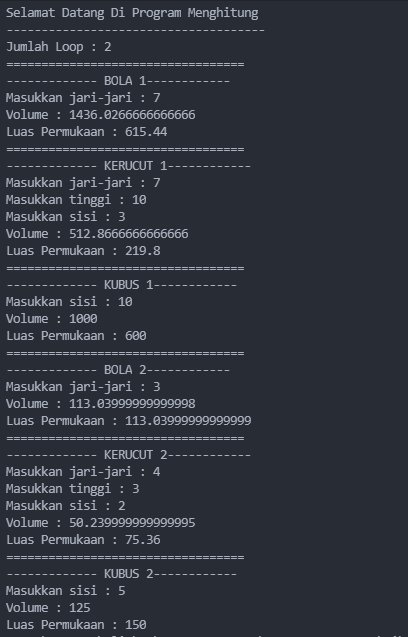 Selamat Datang Di Program Menghitung
-------------------------------------
Jumlah Loop : 2
==================================
------------- BOLA 1------------
Masukkan jari-jari : 7
Volume : 1436.0266666666666
Luas Permukaan : 615.44
==================================
------------- KERUCUT 1------------
Masukkan jari-jari : 7
Masukkan tinggi : 10
Masukkan sisi : 3
Volume : 512.8666666666666
Luas Permukaan : 219.8
==================================
------------- KUBUS 1------------
Masukkan sisi : 10
Volume : 1000
Luas Permukaan : 600
==================================
------------- BOLA 2------------
Masukkan jari-jari : 3
Volume : 113.03999999999998
Luas Permukaan : 113.03999999999999
==================================
------------- KERUCUT 2------------
Masukkan jari-jari : 4
Masukkan tinggi : 3
Masukkan sisi : 2
Volume : 50.239999999999995
Luas Permukaan : 75.36
==================================
------------- KUBUS 2------------
Masukkan sisi : 5
Volume : 125
Luas Permukaan : 150